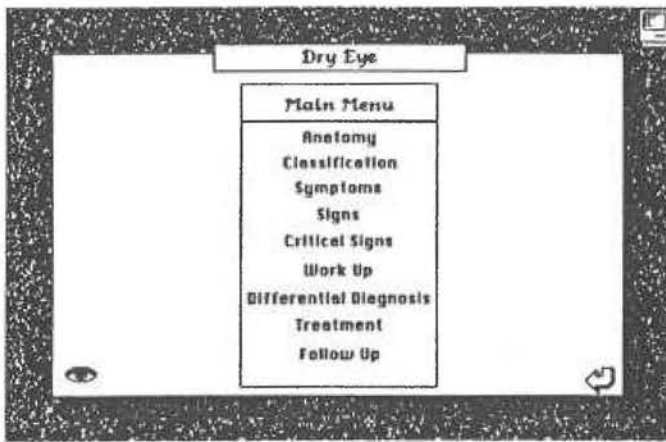 Dry Eye
Main Menu
Anatomy
Classification
Symptoms
Signs
Critical Signs
Work Up
Differential Diagnosis
Treatment
Follow Up